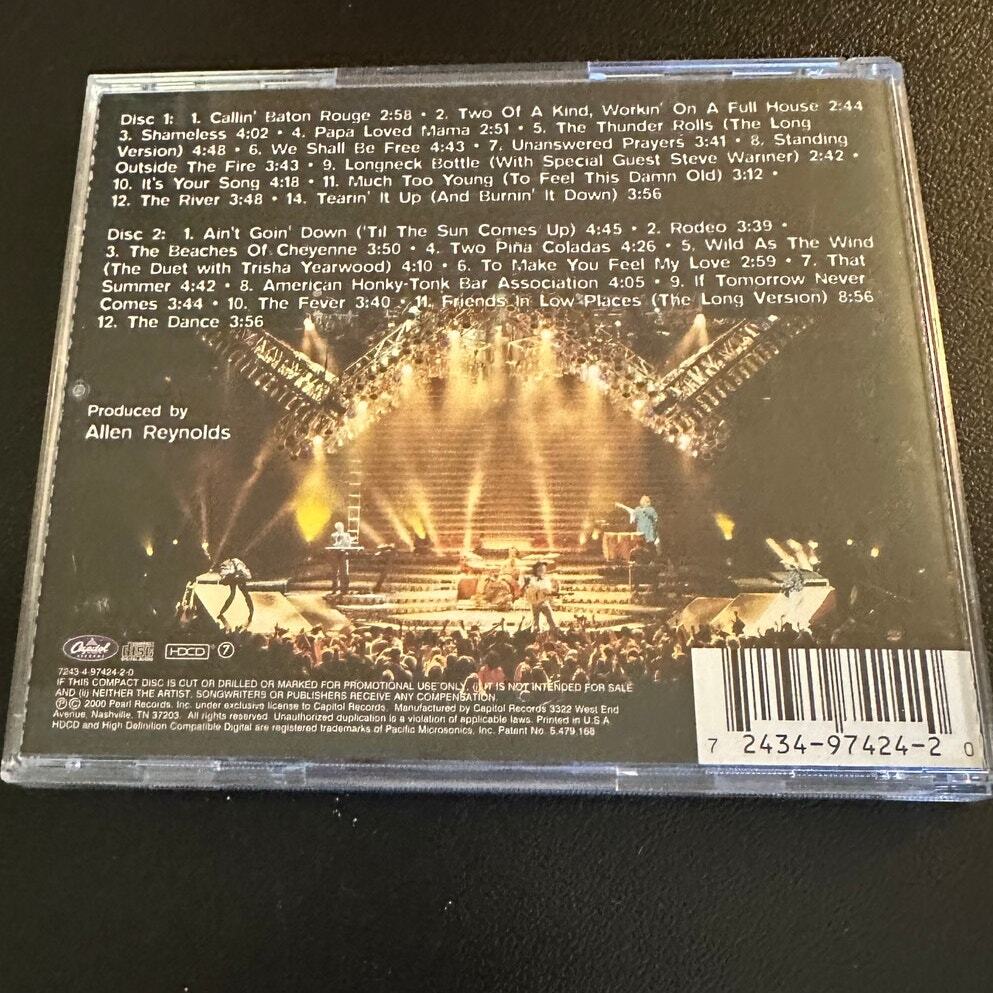 Disc 1: 1. Callin' Baton Rouge 2:58 • 2. Two Of A Kind, Workin' On A Full House 2:44
3. Shameless 4:02 • 4. Papa Loved Mama 2:51 • 5. The Thunder Rolls (The Long
Version) 4:48 • 6. We Shall Be Free 4:43 • 7. Unanswered Prayers 3:41 • 8. Standing
Outside The Fire 3:43 • 9. Longneck Bottle (With Special Guest Steve Wariner) 2:42 •
10. It's Your Song 4:18 • 11. Much Too Young (To Feel This Damn Old) 3:12 •
12. The River 3:48 • 14. Tearin' It Up (And Burnin' It Down) 3:56
Disc 2: 1. Ain't Goin' Down ('Til The Sun Comes Up) 4:45 • 2. Rodeo 3:39 •
3. The Beaches Of Cheyenne 3:50 • 4. Two Piña Coladas 4:26 • 5. Wild As The Wind
(The Duet with Trisha Yearwood) 4:10 • 6. To Make You Feel My Love 2:59 • 7. That
Summer 4:42 • 8. American Honky-Tonk Bar Association 4:05 • 9. If Tomorrow Never
Comes 3:44 • 10. The Fever 3:40 • 11. Friends In Low Places (The Long Version) 8:56
12. The Dance 3:56
Produced by
Allen Reynolds
Capitol RECORDS COMPACT disc DIGITAL AUDIO HDCD® 7
7243 4-97424-2-0
IF THIS COMPACT DISC IS CUT OR DRILLED OR MARKED FOR PROMOTIONAL USE ONLY, (i) IT IS NOT INTENDED FOR SALE
AND (ii) NEITHER THE ARTIST, SONGWRITERS OR PUBLISHERS RECEIVE ANY COMPENSATION.
℗ © 2000 Pearl Records, Inc. under exclusive license to Capitol Records. Manufactured by Capitol Records 3322 West End
Avenue, Nashville, TN 37203. All rights reserved. Unauthorized duplication is a violation of applicable laws. Printed in U.S.A.
HDCD and High Definition Compatible Digital are registered trademarks of Pacific Microsonics, Inc. Patent No. 5,479,168
7 2434-97424-2 0